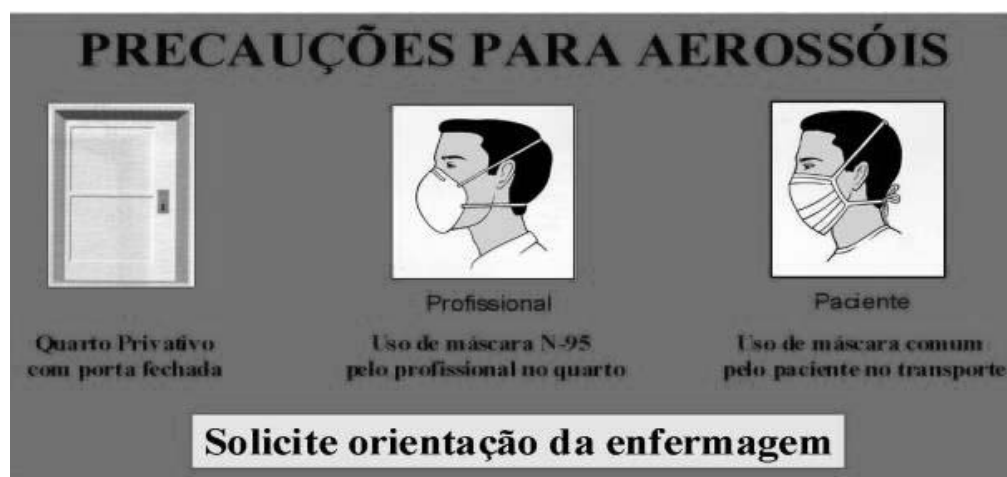 PRECAUÇÕES PARA AEROSSÓIS
Profissional
Paciente
Quarto Privativo
com porta fechada
Uso de máscara N-95
pelo profissional no quarto
Uso de máscara comum
pelo paciente no transporte
Solicite orientação da enfermagem